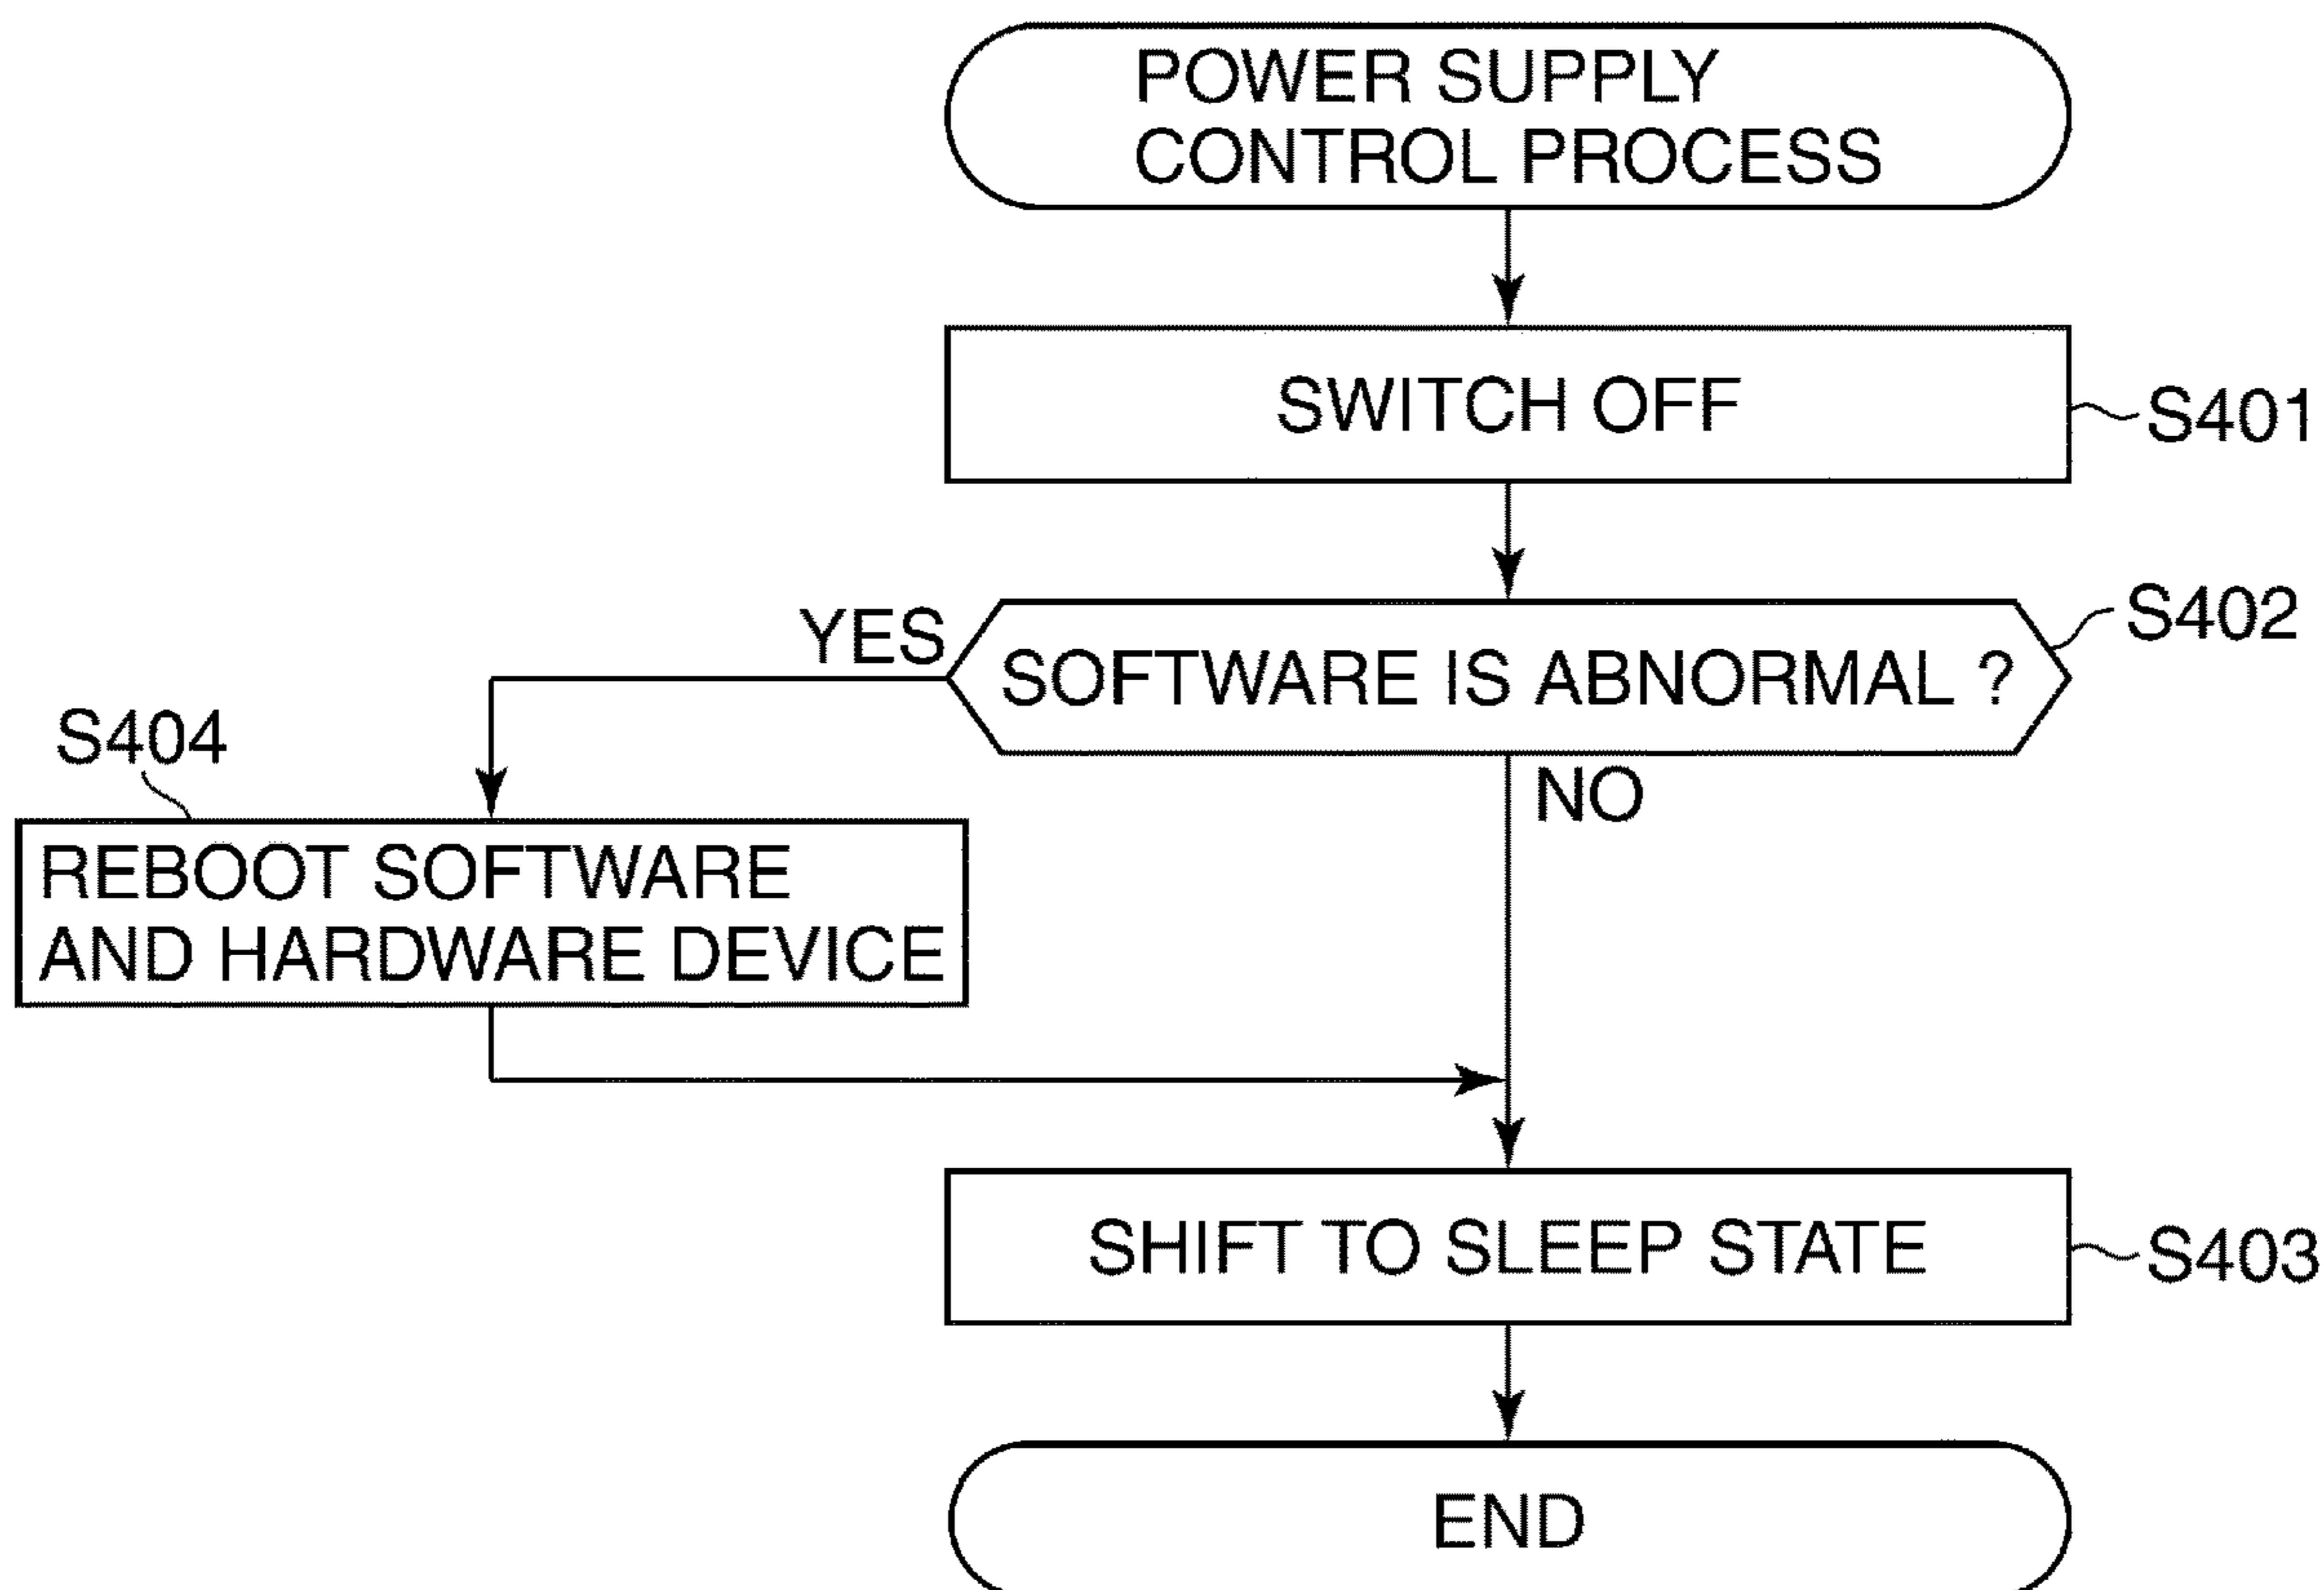 POWER SUPPLY
CONTROL PROCESS
SWITCH OFF
S401
YES
SOFTWARE IS ABNORMAL ?
S402
NO
S404
REBOOT SOFTWARE
AND HARDWARE DEVICE
SHIFT TO SLEEP STATE
S403
END